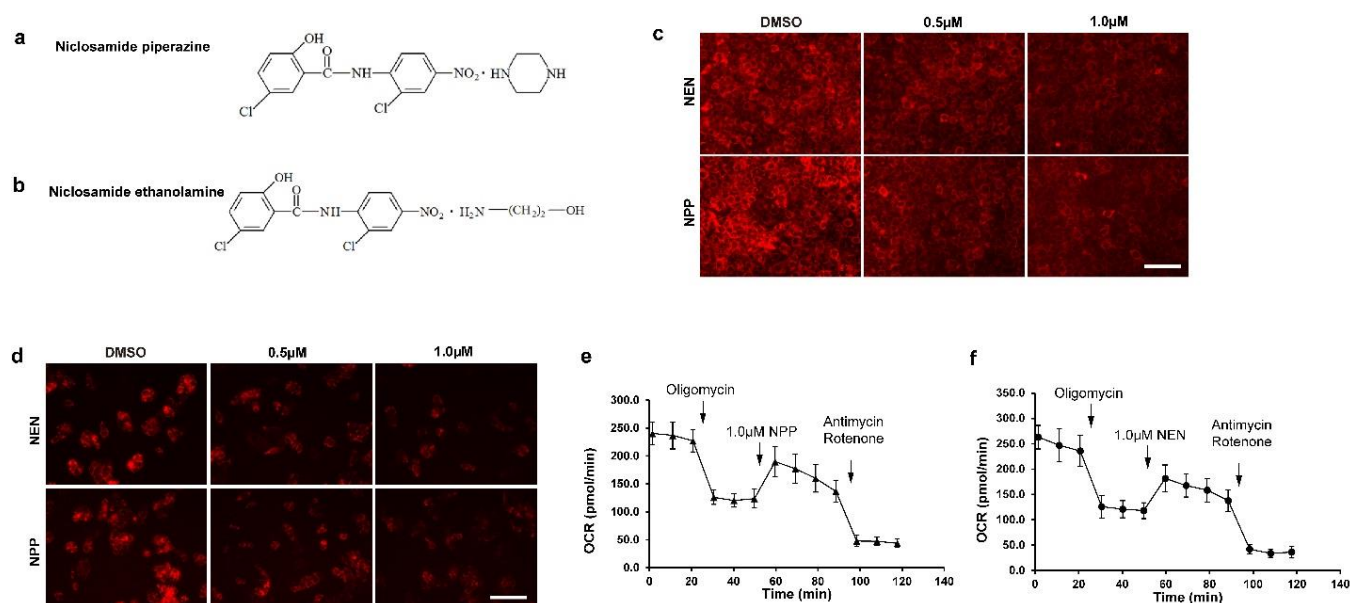 a
Niclosamide piperazine
OH
O
C
NH
NO₂ · HN
NH
Cl
Cl
b
Niclosamide ethanolamine
OH
O
C
NH
NO₂ · H₂N
(CH₂)₂
OH
Cl
Cl
c
DMSO
0.5µM
1.0µM
NEN
NPP
d
DMSO
0.5µM
1.0µM
NEN
NPP
e
Oligomycin
1.0µM NPP
Antimycin
Rotenone
OCR (pmol/min)
300.0
250.0
200.0
150.0
100.0
50.0
0.0
0
20
40
60
80
100
120
140
Time (min)
f
Oligomycin
1.0µM NEN
Antimycin
Rotenone
OCR (pmol/min)
350.0
300.0
250.0
200.0
150.0
100.0
50.0
0.0
0
20
40
60
80
100
120
140
Time (min)